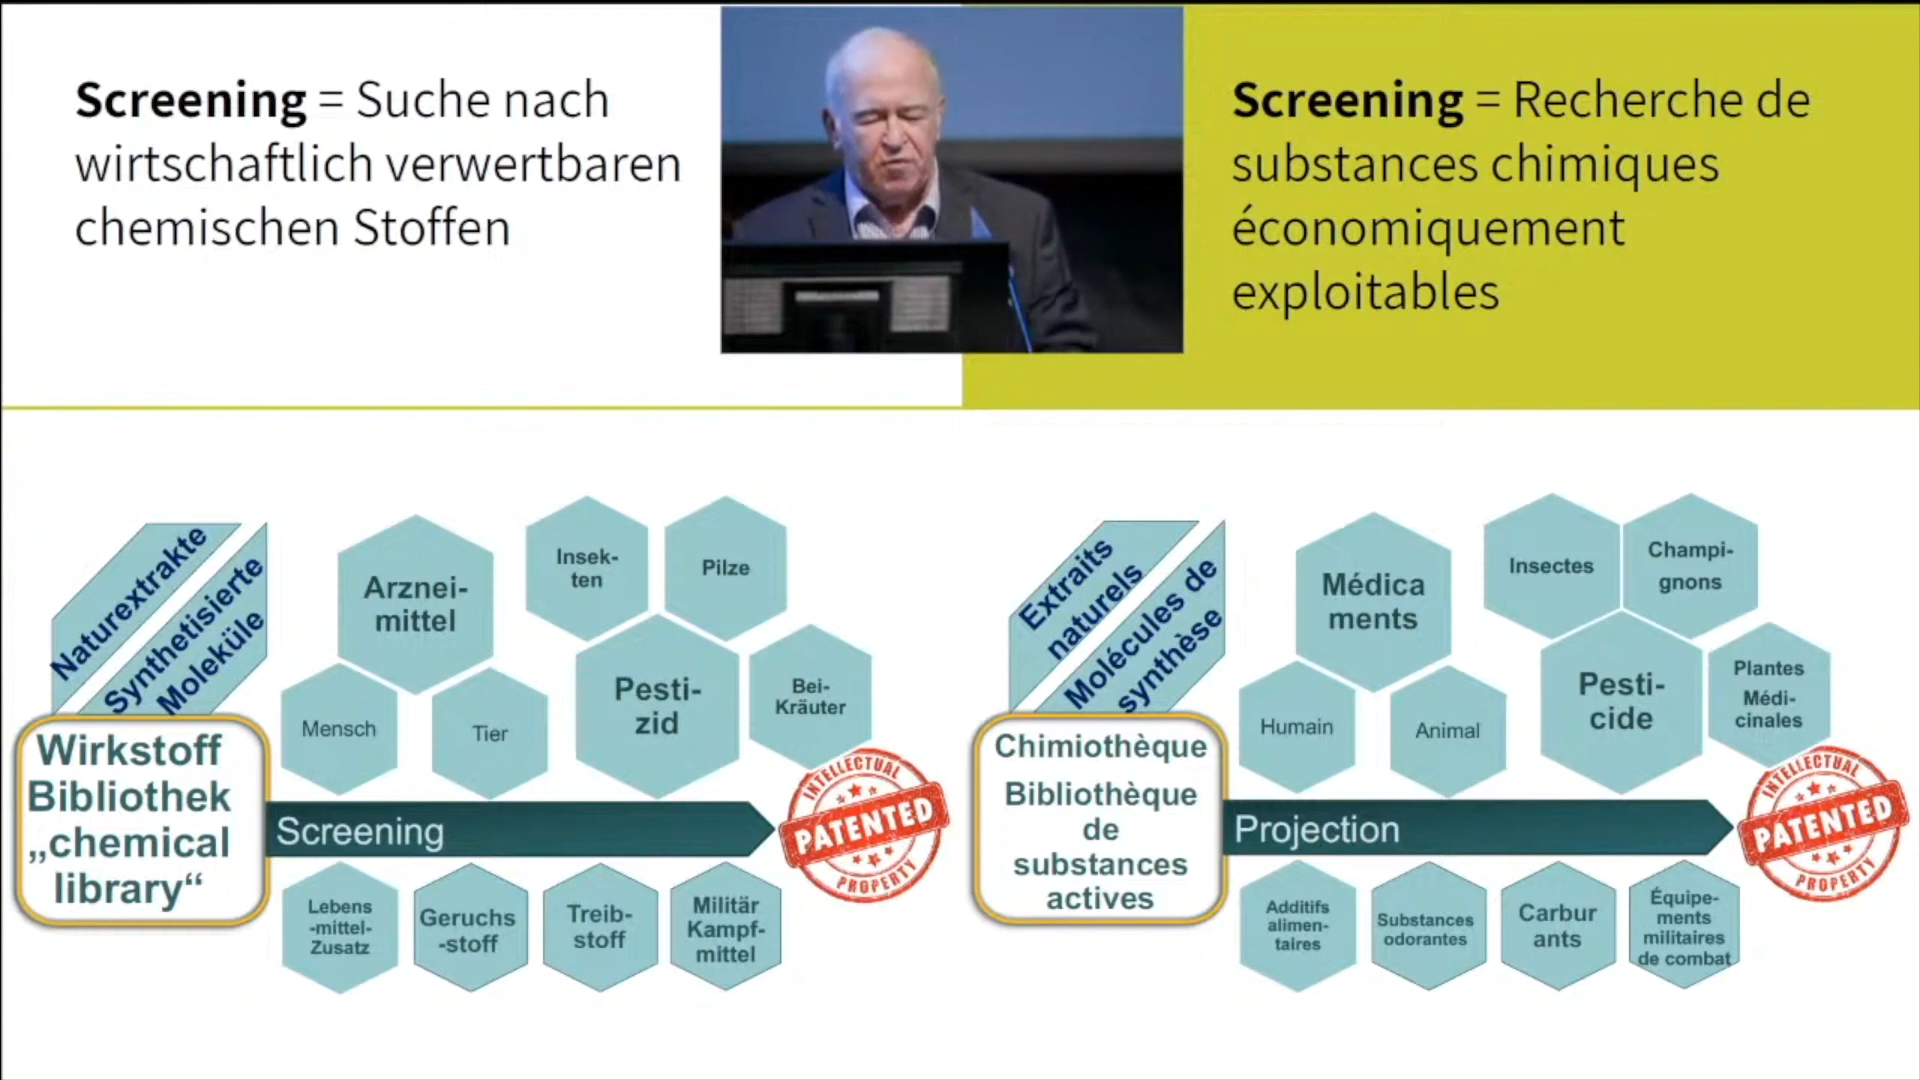 Screening = Suche nach
wirtschaftlich verwertbaren
chemischen Stoffen
Screening = Recherche de
substances chimiques
économiquement
exploitables
Naturextrakte
Synthetisierte
Moleküle
Arznei-
mittel
Insek-
ten
Pilze
Mensch
Tier
Pesti-
zid
Bei-
Kräuter
Wirkstoff
Bibliothek
„chemical
library“
Screening
INTELLECTUAL
PATENTED
PROPERTY
Lebens
-mittel-
Zusatz
Geruchs
-stoff
Treib-
stoff
Militär
Kampf-
mittel
Extraits
naturels
Molécules de
synthèse
Médica
ments
Insectes
Champi-
gnons
Humain
Animal
Pesti-
cide
Plantes
Médi-
cinales
Chimiothèque
Bibliothèque
de
substances
actives
Projection
INTELLECTUAL
PATENTED
PROPERTY
Additifs
alimen-
taires
Substances
odorantes
Carbur
ants
Équipe-
ments
militaires
de combat